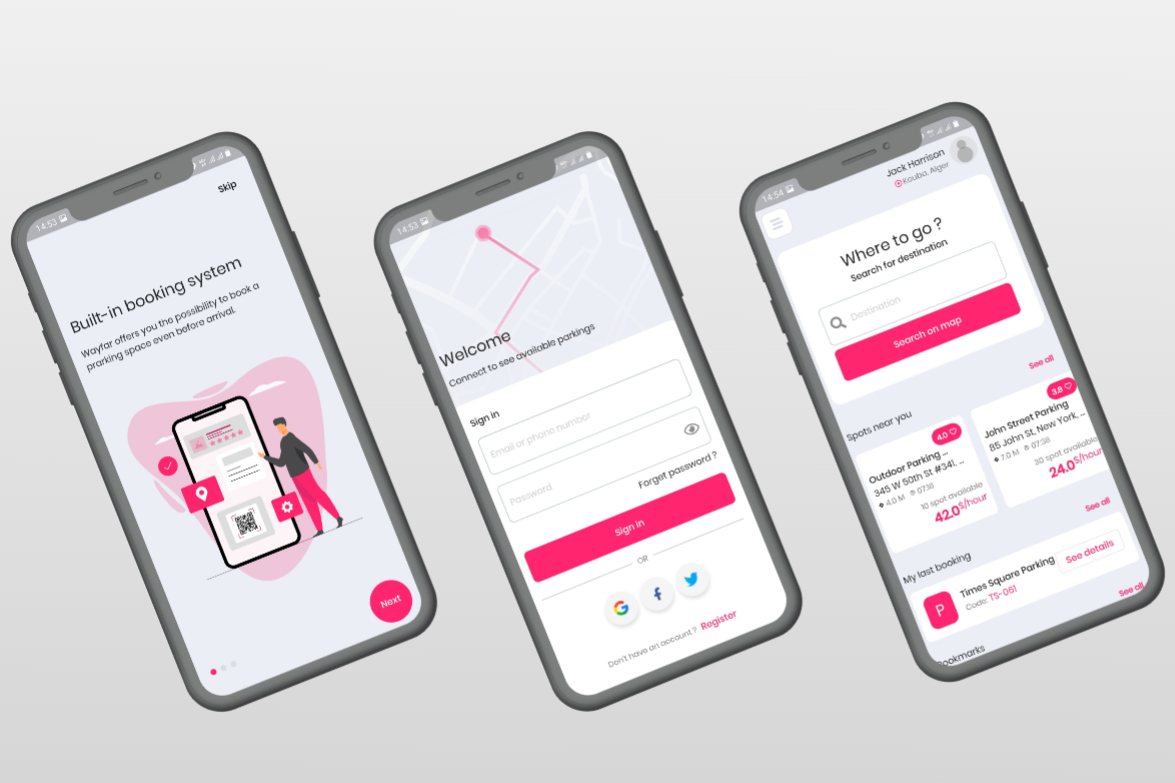 14:53
Skip
Built-in booking system
Wayfar offers you the possibility to book a
prarking space even before arrival.
Next
14:53
Welcome
Connect to see available parkings
Sign in
Email or phone number
Password
Forget password ?
Sign in
OR
Don't have an account ? Register
14:54
Jack Harrison
Kouba, Alger
Where to go ?
Search for destination
Destination
Search on map
See all
Spots near you
4.0
Outdoor Parking ...
345 W 50th St #341, ...
4.0 M 07:38
10 spot available
42.0$/hour
3.8
John Street Parking
85 John St, New York, ...
7.0 M 07:38
30 spot available
24.0$/hour
See all
My last booking
P
Times Square Parking
Code: TS-061
See details
See all
Bookmarks